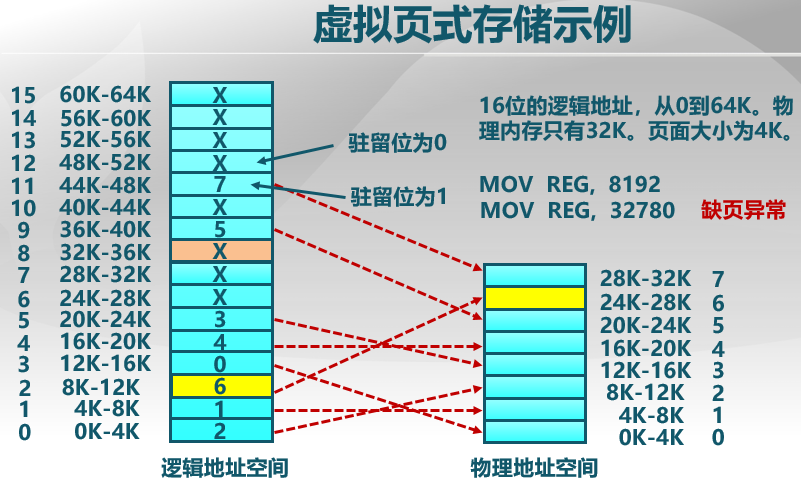 虚拟页式存储示例
15 60K-64K X
14 56K-60K X
13 52K-56K X
12 48K-52K X
11 44K-48K 7
10 40K-44K X
9 36K-40K 5
8 32K-36K X
7 28K-32K X
6 24K-28K X
5 20K-24K 3
4 16K-20K 4
3 12K-16K 0
2 8K-12K 6
1 4K-8K 1
0 0K-4K 2
逻辑地址空间
驻留位为0
驻留位为1
16位的逻辑地址，从0到64K。物
理内存只有32K。页面大小为4K。
MOV REG, 8192
MOV REG, 32780 缺页异常
28K-32K 7
24K-28K 6
20K-24K 5
16K-20K 4
12K-16K 3
8K-12K 2
4K-8K 1
0K-4K 0
物理地址空间